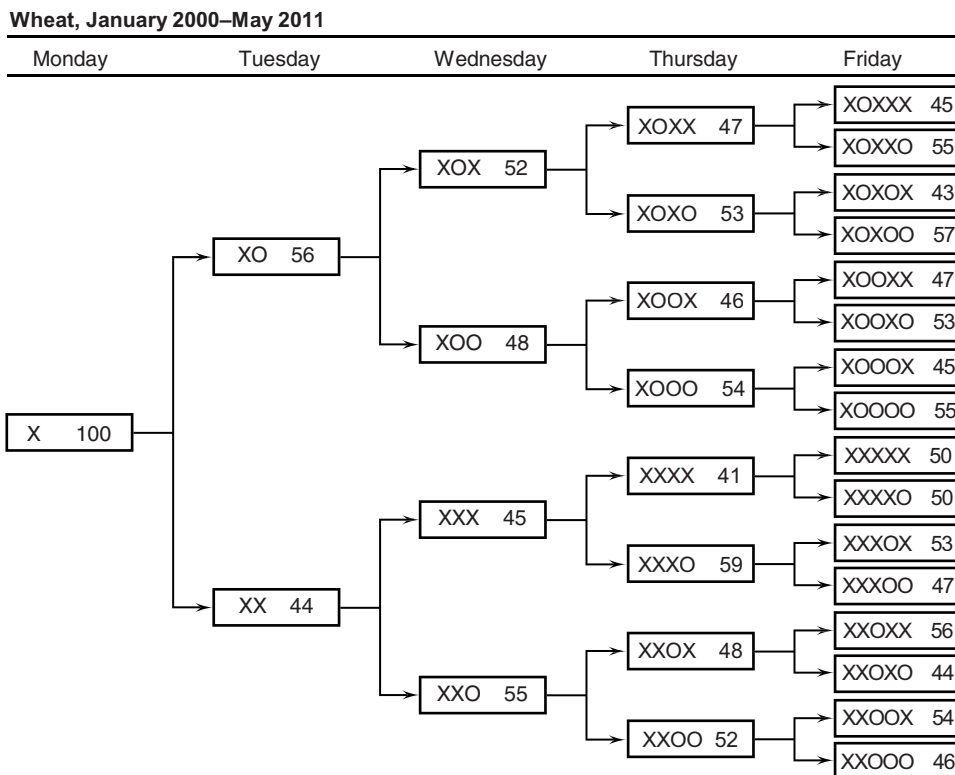 Wheat, January 2000–May 2011
Monday Tuesday Wednesday Thursday Friday
XOXXX 45
XOXX 47
XOXXO 55
XOX 52
XOXOX 43
XOXO 53
XOXOO 57
XO 56
XOOXX 47
XOOX 46
XOOXO 53
XOO 48
XOOOX 45
XOOO 54
XOOOO 55
X 100
XXXXX 50
XXXX 41
XXXXO 50
XXX 45
XXXOX 53
XXXO 59
XXXOO 47
XX 44
XXOXX 56
XXOX 48
XXOXO 44
XXO 55
XXOOX 54
XXOO 52
XXOOO 46